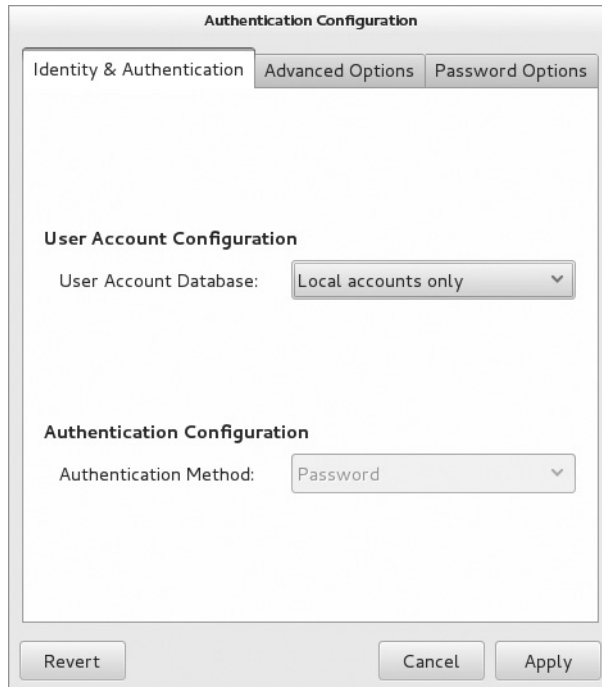 Authentication Configuration
Identity & Authentication Advanced Options Password Options
User Account Configuration
User Account Database: Local accounts only
Authentication Configuration
Authentication Method: Password
Revert Cancel Apply